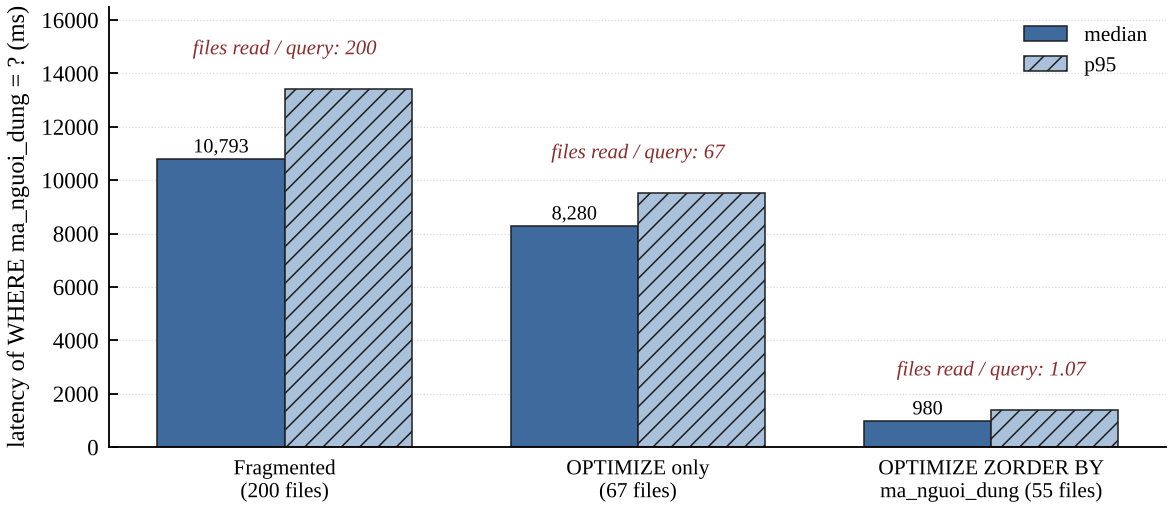 latency of WHERE ma_nguoi_dung = ? (ms)
16000
14000
12000
10000
8000
6000
4000
2000
0
median
p95
files read / query: 200
10,793
files read / query: 67
8,280
files read / query: 1.07
980
Fragmented
(200 files)
OPTIMIZE only
(67 files)
OPTIMIZE ZORDER BY
ma_nguoi_dung (55 files)